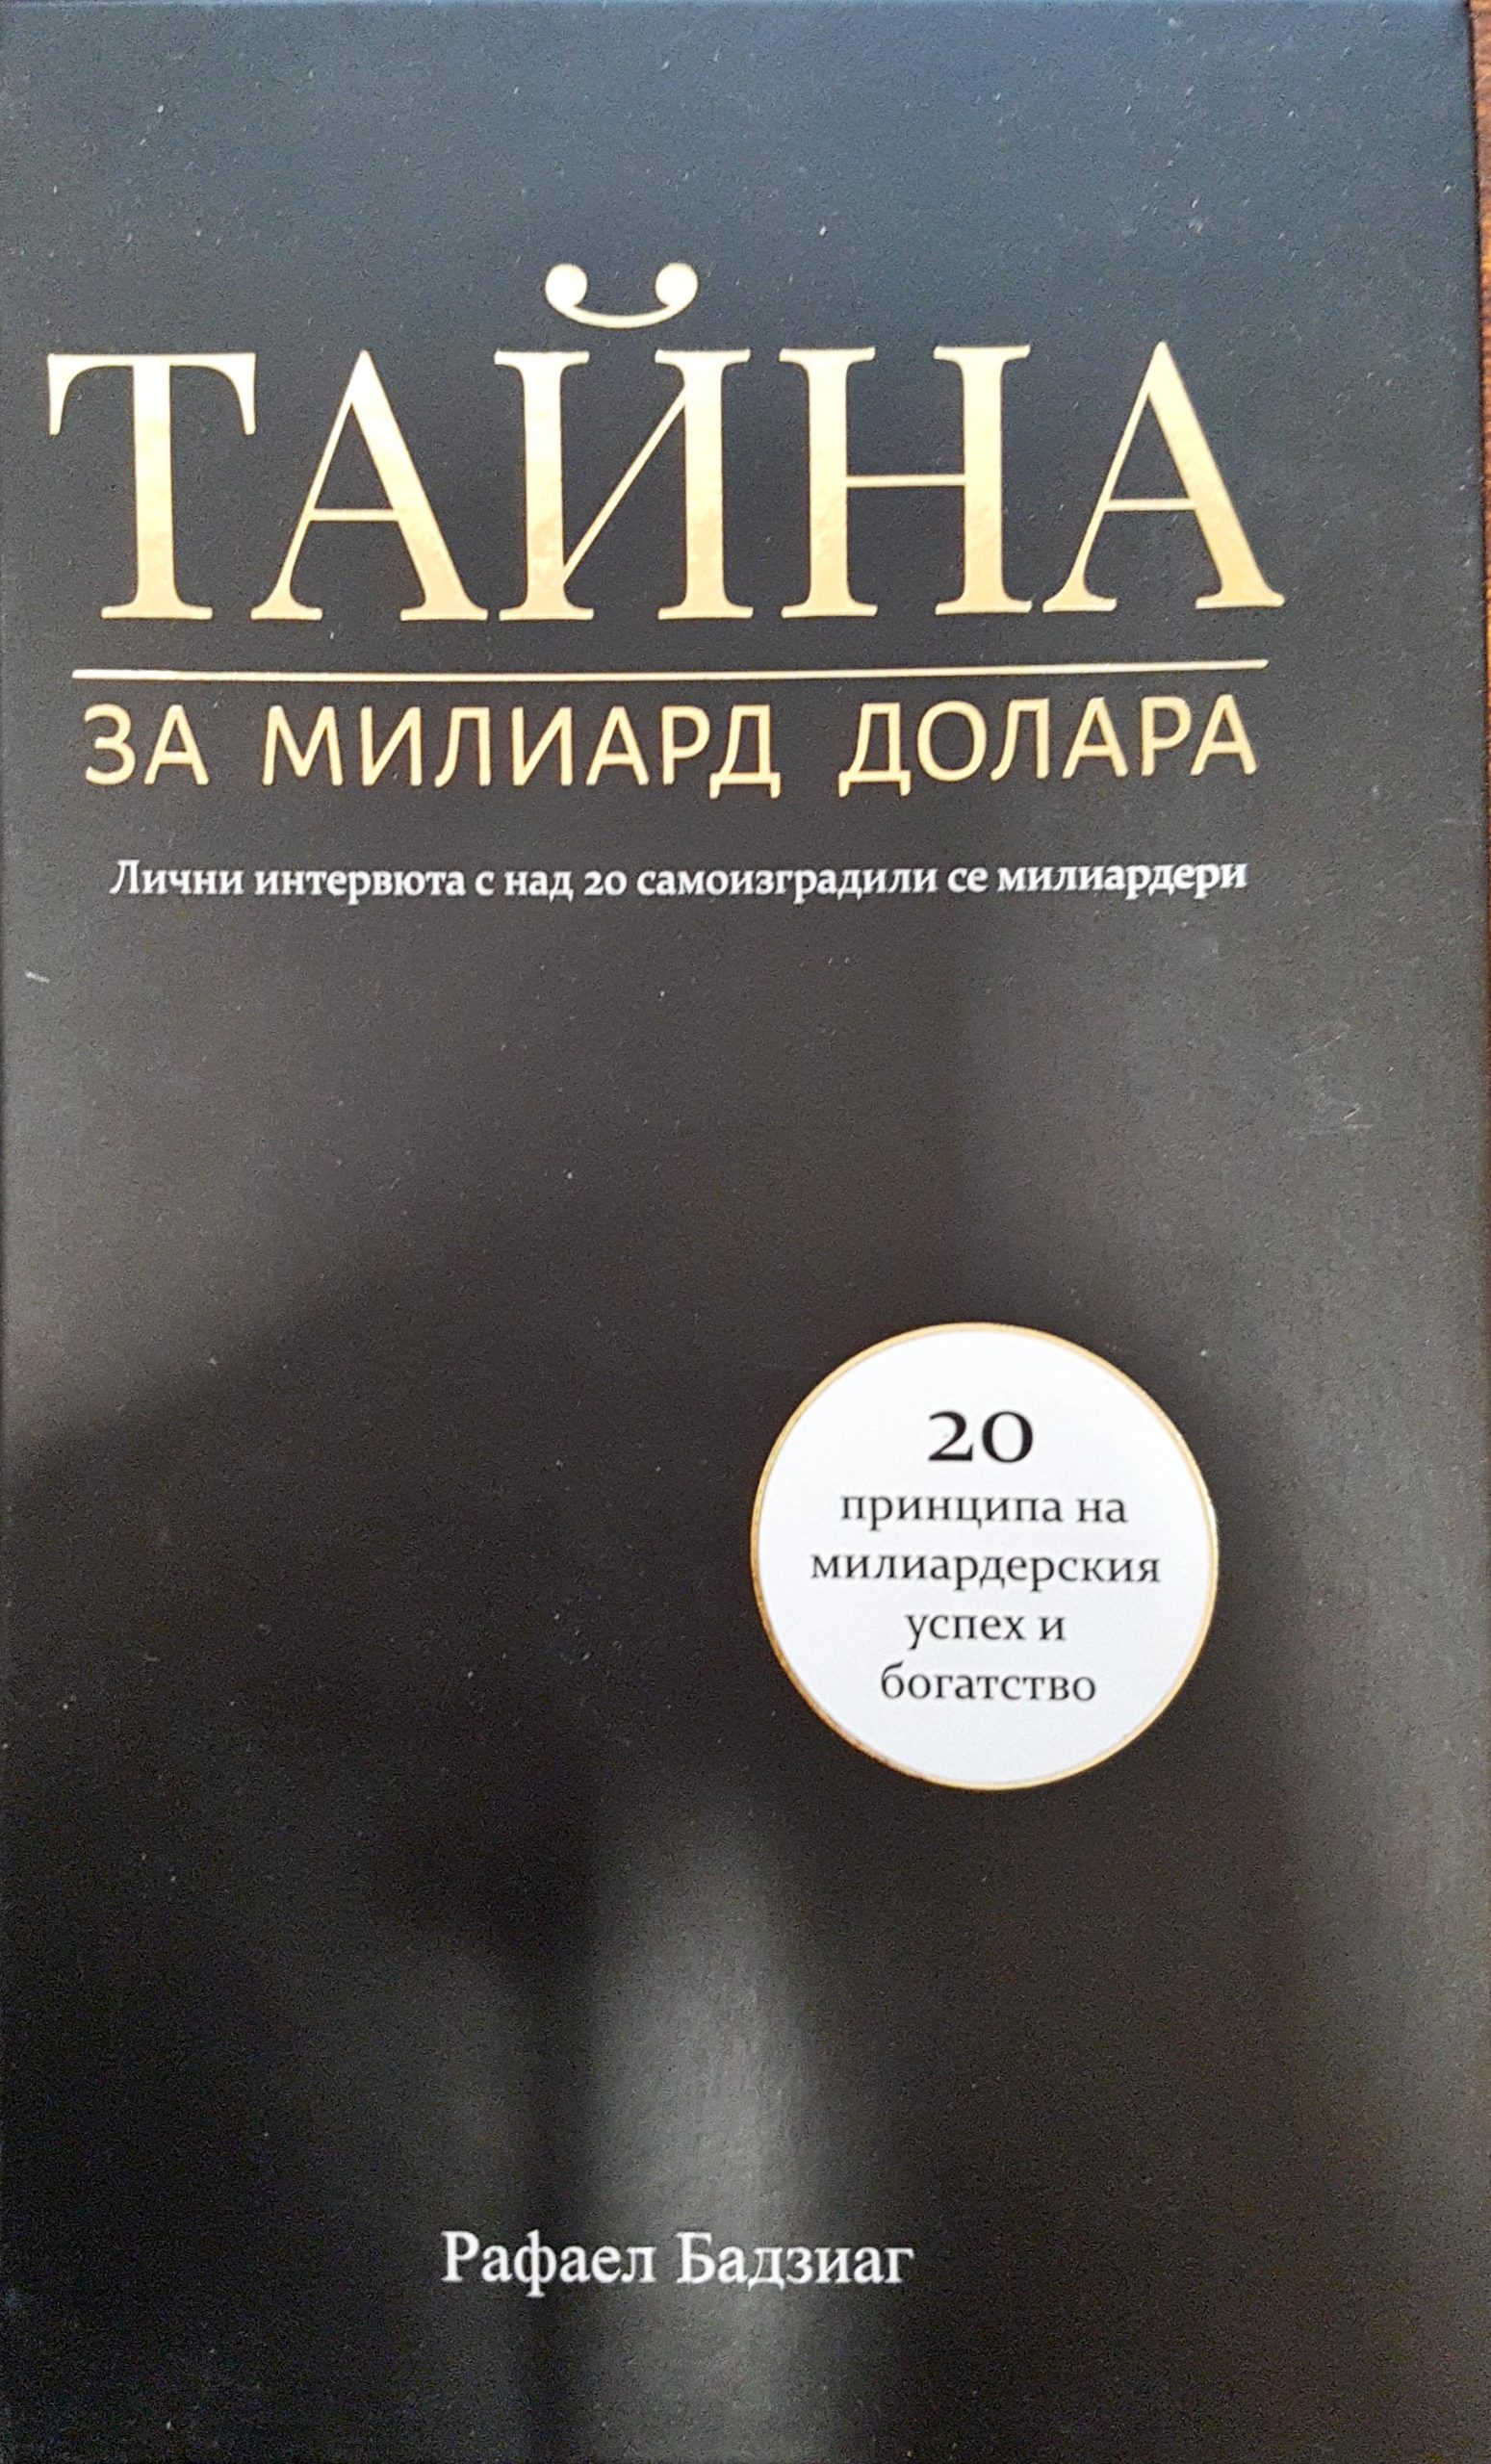 ТАЙНА
ЗА МИЛИАРД ДОЛАРА
Лични интервюта с над 20 самоизградили се милиардери
20
принципа на
милиардерския
успех и
богатство
Рафаел Бадзиаг